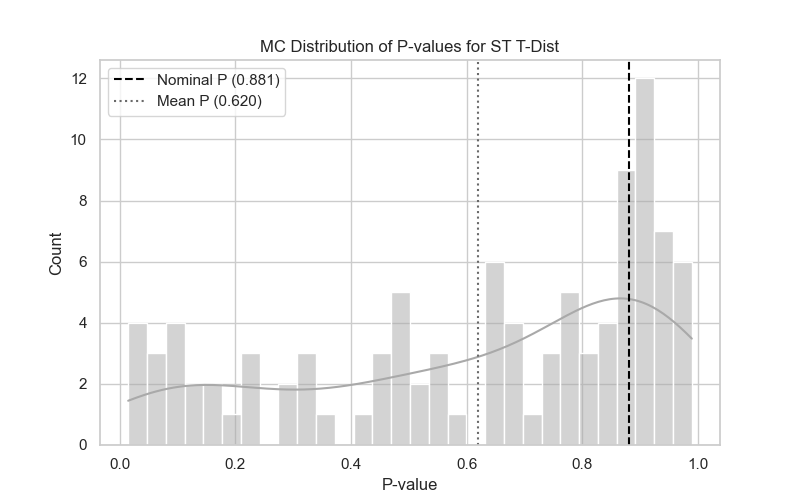 MC Distribution of P-values for ST T-Dist
Nominal P (0.881)
Mean P (0.620)
Count
12
10
8
6
4
2
0
0.0 0.2 0.4 0.6 0.8 1.0
P-value